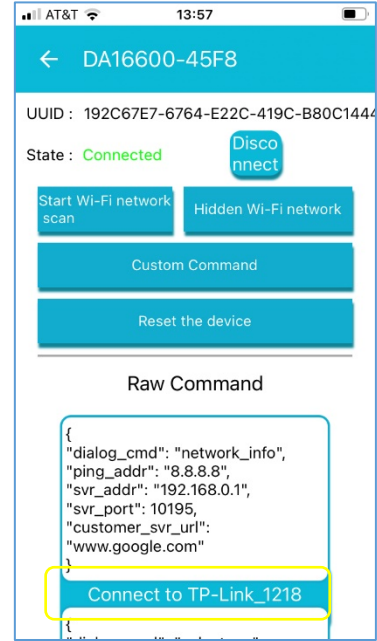 AT&T 13:57
DA16600-45F8
UUID : 192C67E7-6764-E22C-419C-B80C1444
State : Connected
Disco
nnect
Start Wi-Fi network
scan
Hidden Wi-Fi network
Custom Command
Reset the device
Raw Command
{
"dialog_cmd": "network_info",
"ping_addr": "8.8.8.8",
"svr_addr": "192.168.0.1",
"svr_port": 10195,
"customer_svr_url":
"www.google.com"
}
Connect to TP-Link_1218
{